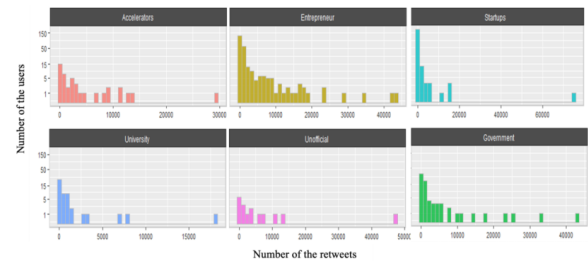 Accelerators Entrepreneur Startups
150
50
15
5
1
0 10000 20000 30000
0 10000 20000 30000 40000
0 20000 40000 60000
Number of the users
University Unofficial Government
150
50
15
5
1
0 5000 10000 15000
0 10000 20000 30000 40000 50000
0 10000 20000 30000 40000
Number of the retweets